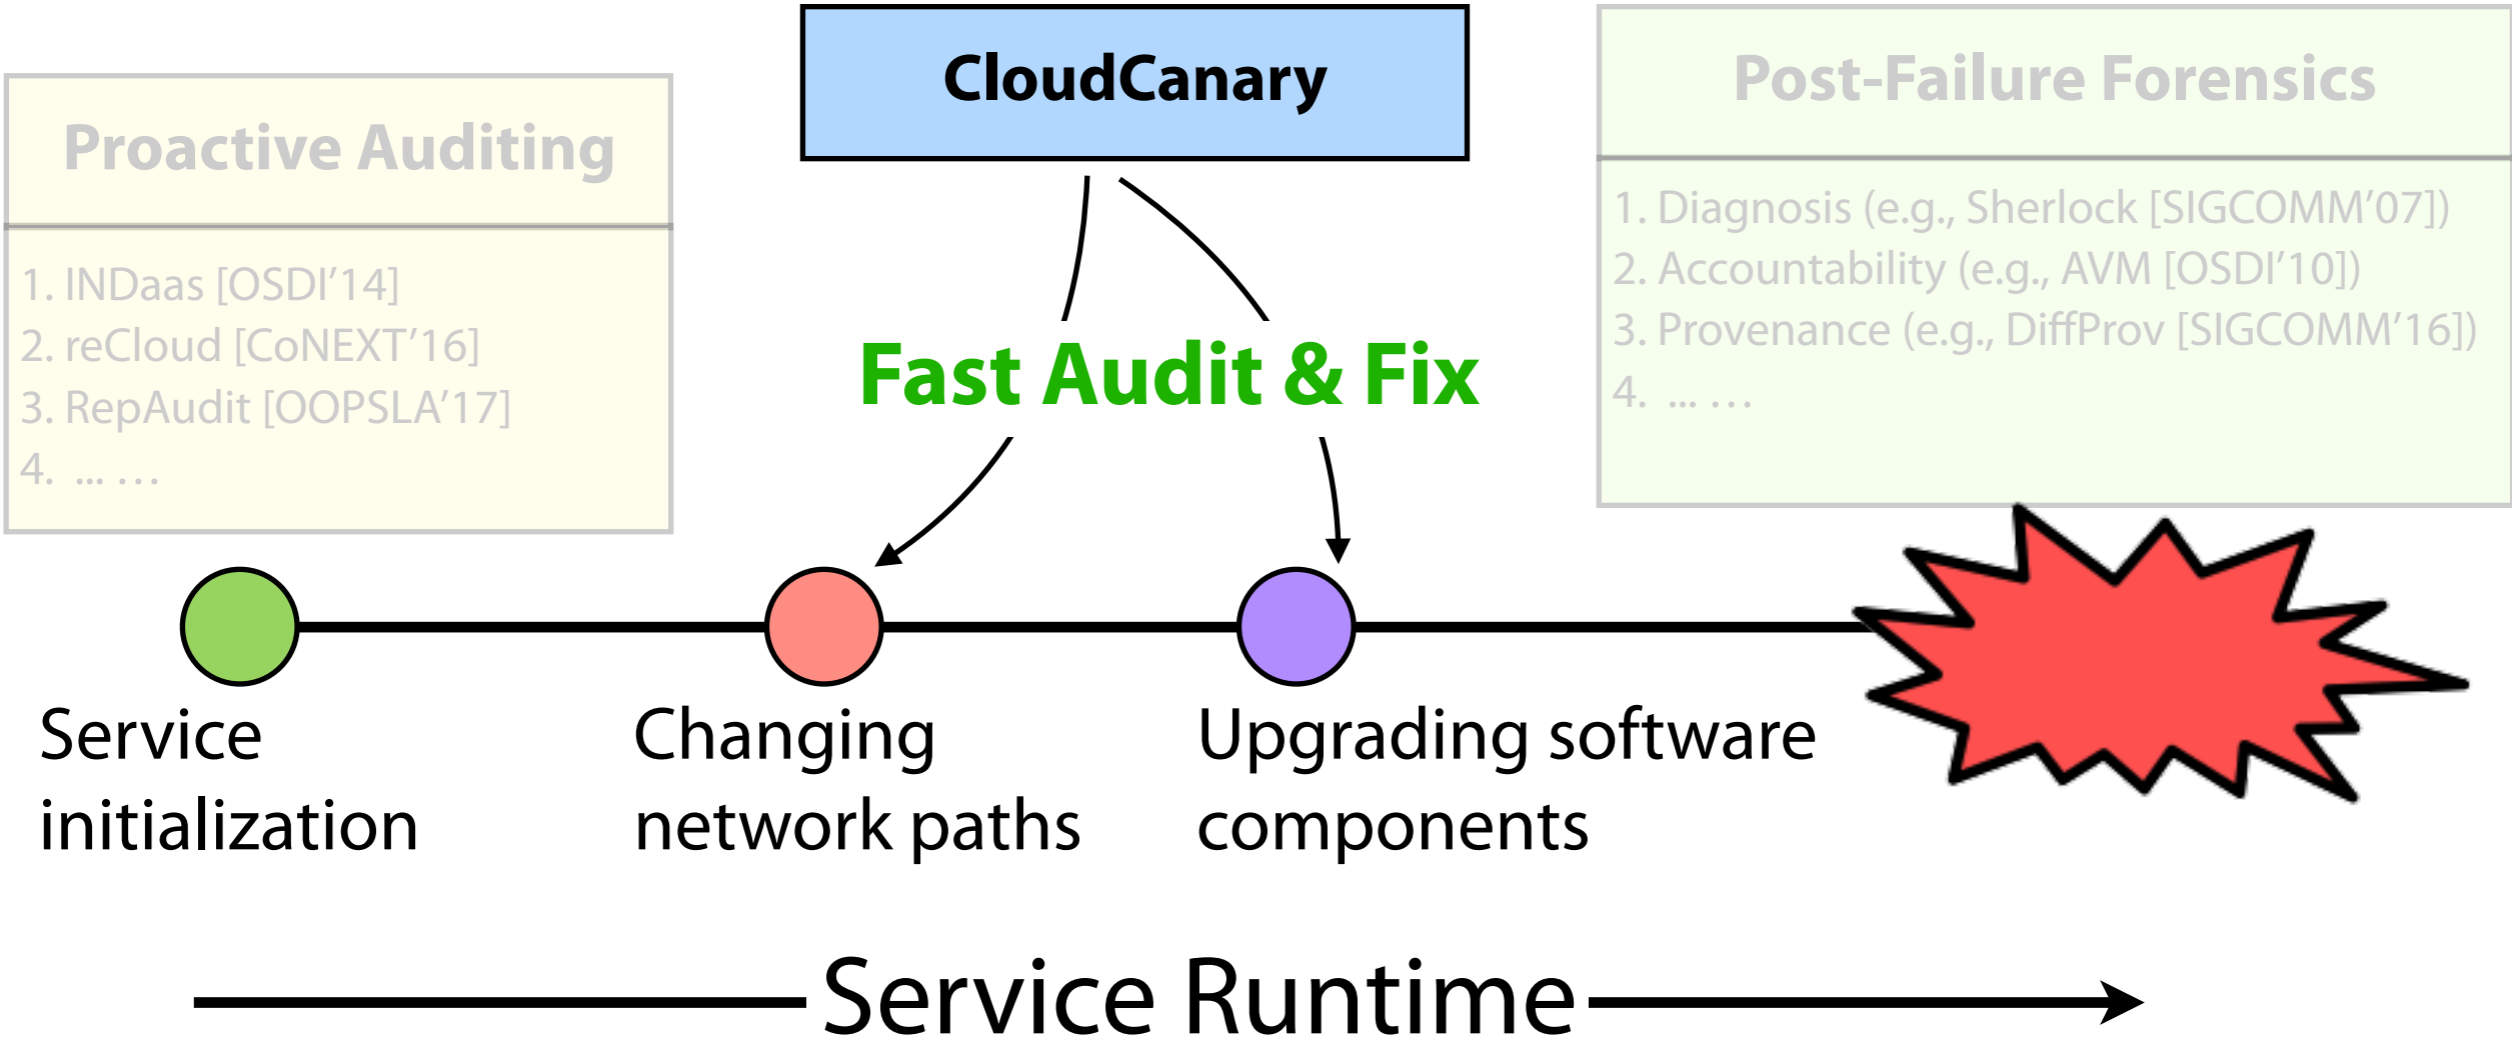 CloudCanary
Proactive Auditing
1. INDaas [OSDI’14]
2. reCloud [CoNEXT’16]
3. RepAudit [OOPSLA’17]
4. ... ...
Post-Failure Forensics
1. Diagnosis (e.g., Sherlock [SIGCOMM’07])
2. Accountability (e.g., AVM [OSDI’10])
3. Provenance (e.g., DiffProv [SIGCOMM’16])
4. ... ...
Fast Audit & Fix
Service
initialization
Changing
network paths
Upgrading software
components
Service Runtime